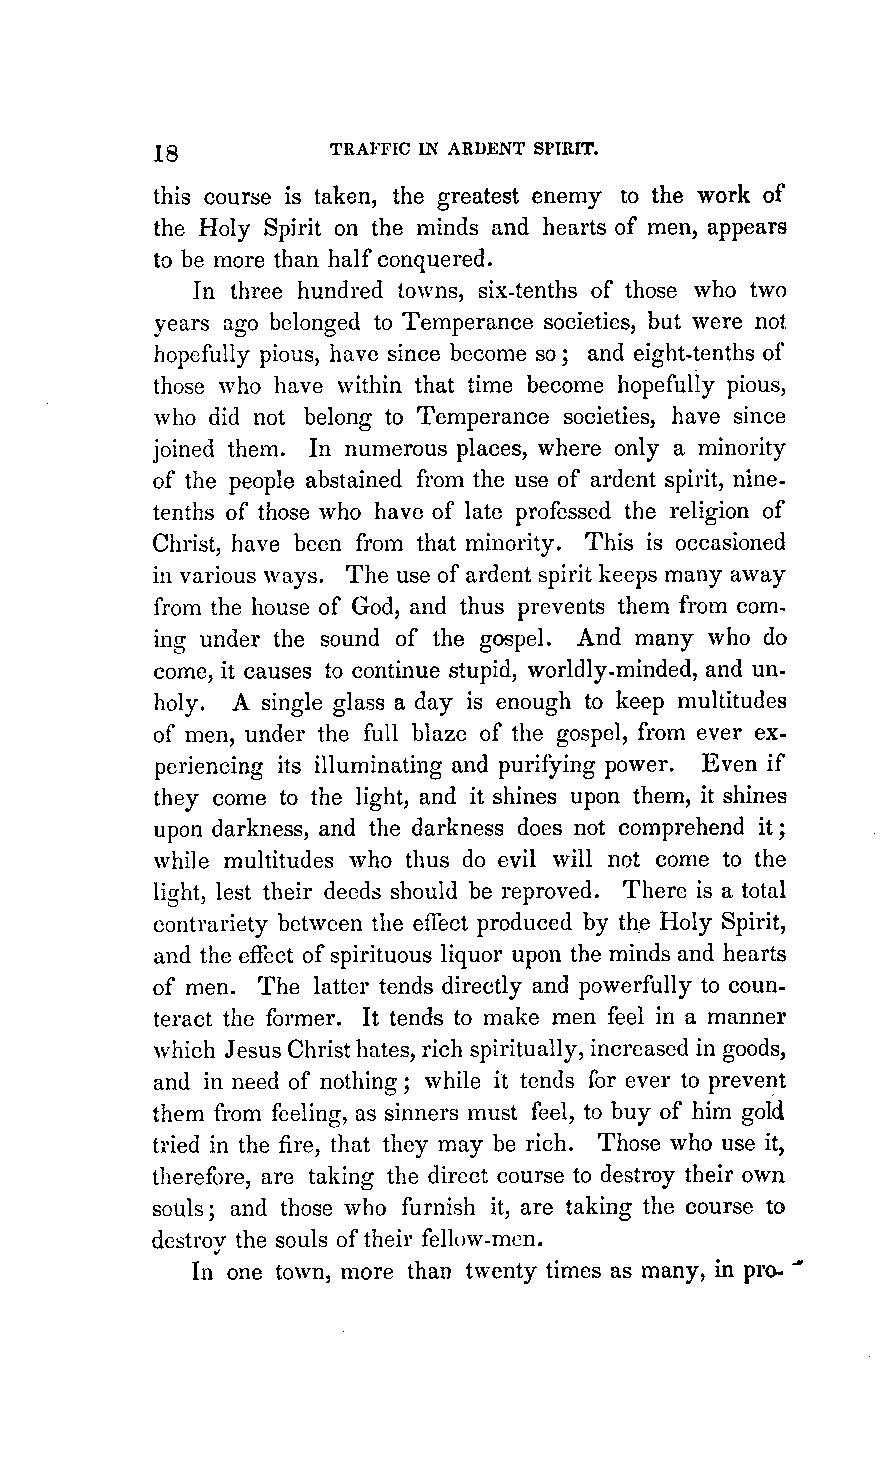 18 TRAFFIC IN ARDENT SPIRIT.
this course is taken, the greatest enemy to the work of
the Holy Spirit on the minds and hearts of men, appears
to be more than half conquered.
In three hundred towns, six-tenths of those who two
years ago belonged to Temperance societies, but were not
hopefully pious, have since become so; and eight-tenths of
those who have within that time become hopefully pious,
who did not belong to Temperance societies, have since
joined them. In numerous places, where only a minority
of the people abstained from the use of ardent spirit, nine-
tenths of those who have of late professed the religion of
Christ, have been from that minority. This is occasioned
in various ways. The use of ardent spirit keeps many away
from the house of God, and thus prevents them from com-
ing under the sound of the gospel. And many who do
come, it causes to continue stupid, worldly-minded, and un-
holy. A single glass a day is enough to keep multitudes
of men, under the full blaze of the gospel, from ever ex-
periencing its illuminating and purifying power. Even if
they come to the light, and it shines upon them, it shines
upon darkness, and the darkness does not comprehend it;
while multitudes who thus do evil will not come to the
light, lest their deeds should be reproved. There is a total
contrariety between the effect produced by the Holy Spirit,
and the effect of spirituous liquor upon the minds and hearts
of men. The latter tends directly and powerfully to coun-
teract the former. It tends to make men feel in a manner
which Jesus Christ hates, rich spiritually, increased in goods,
and in need of nothing; while it tends for ever to prevent
them from feeling, as sinners must feel, to buy of him gold
tried in the fire, that they may be rich. Those who use it,
therefore, are taking the direct course to destroy their own
souls; and those who furnish it, are taking the course to
destroy the souls of their fellow-men.
In one town, more than twenty times as many, in pro-